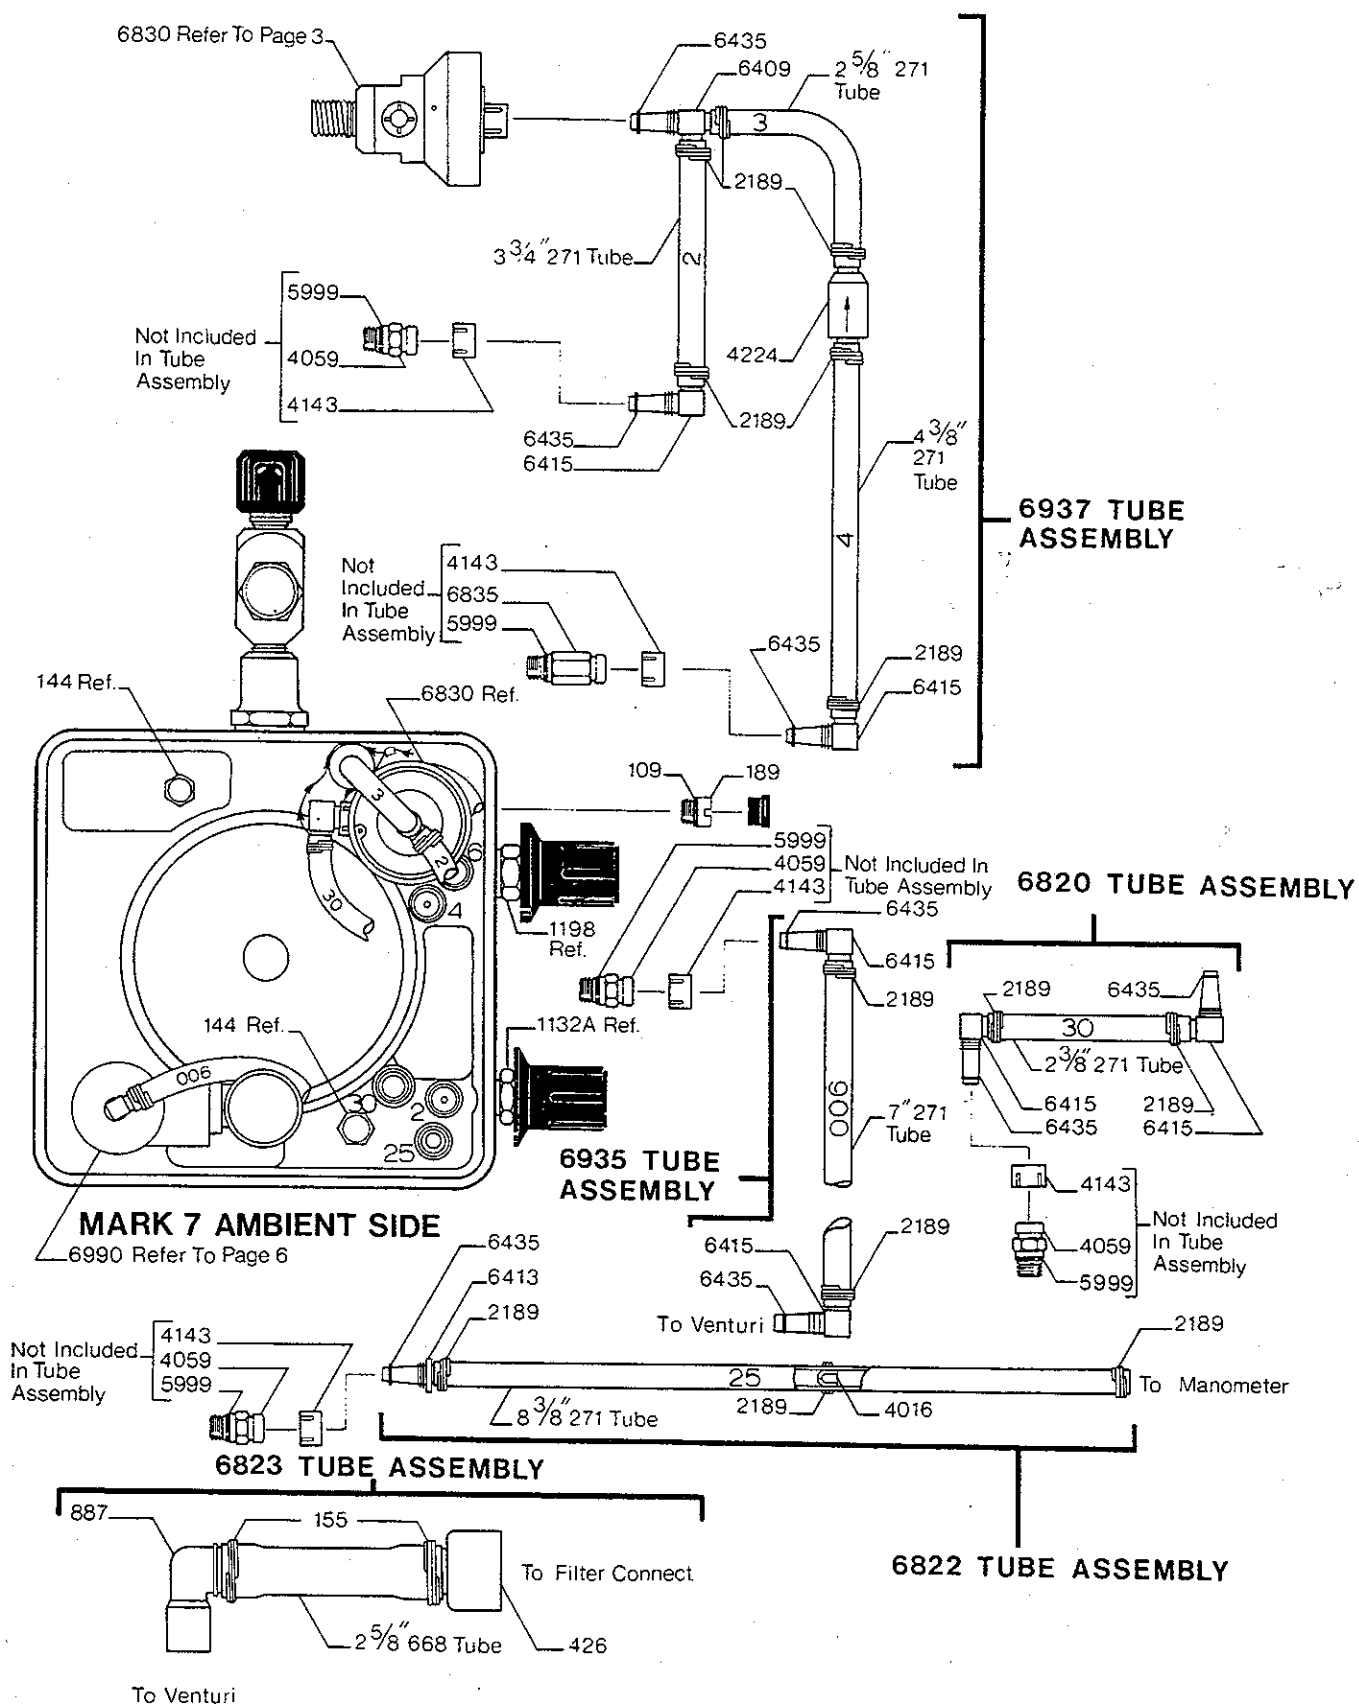 6830 Refer To Page 3
6435
6409
2 5/8" 271
Tube
3
2189
3 3/4" 271 Tube
2
5999
Not Included
In Tube
Assembly
4059
4143
4224
2189
6435
6415
4 3/8"
271
Tube
4
6937 TUBE
ASSEMBLY
Not
Included
In Tube
Assembly
4143
6835
5999
6435
2189
6415
144 Ref.
6830 Ref.
109
189
3
2
6
30
4
5999
4059
4143
Not Included In
Tube Assembly
6820 TUBE ASSEMBLY
6435
6415
2189
1198
Ref.
2189
6435
30
2 3/8" 271 Tube
6415
6435
2189
6415
144 Ref.
1132A Ref.
006
30
2
25
006
7" 271
Tube
6935 TUBE
ASSEMBLY
4143
4059
5999
Not Included
In Tube
Assembly
MARK 7 AMBIENT SIDE
6990 Refer To Page 6
6435
6413
2189
6415
6435
2189
To Venturi
2189
Not Included
In Tube
Assembly
4143
4059
5999
25
To Manometer
8 3/8" 271 Tube
2189
4016
6823 TUBE ASSEMBLY
887
155
To Filter Connect
6822 TUBE ASSEMBLY
2 5/8" 668 Tube
426
To Venturi